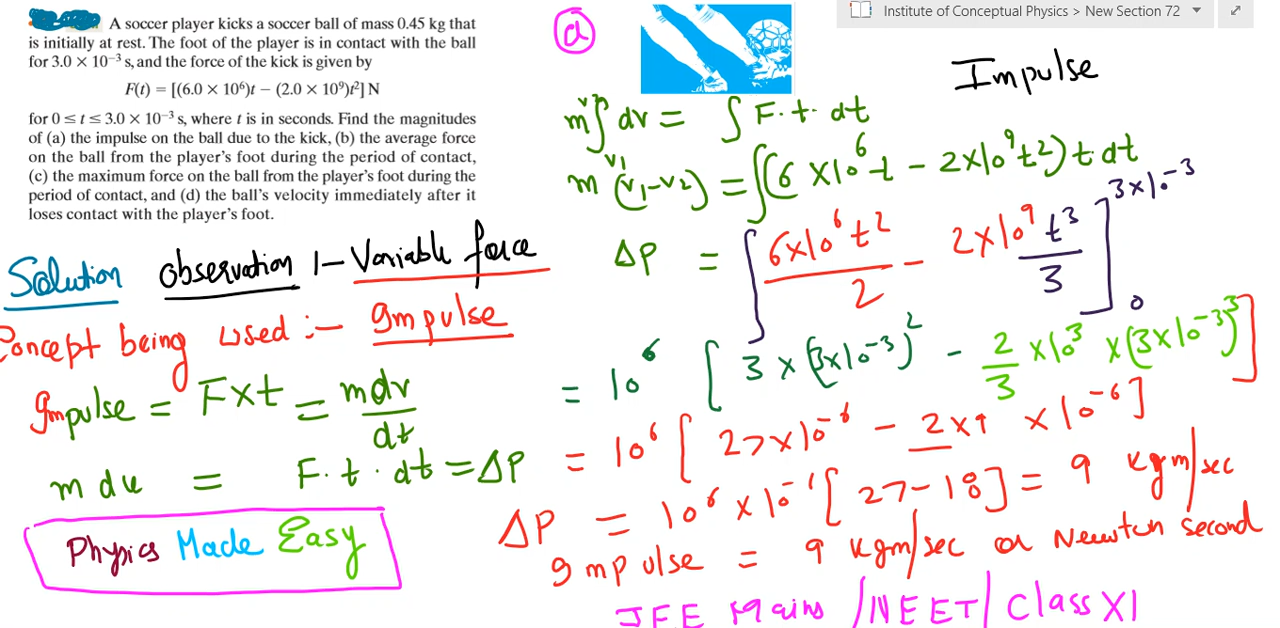 A soccer player kicks a soccer ball of mass 0.45 kg that
is initially at rest. The foot of the player is in contact with the ball
for 3.0 × 10⁻³ s, and the force of the kick is given by
F(t) = [(6.0 × 10⁶)t − (2.0 × 10⁹)t²] N
for 0 ≤ t ≤ 3.0 × 10⁻³ s, where t is in seconds. Find the magnitudes
of (a) the impulse on the ball due to the kick, (b) the average force
on the ball from the player's foot during the period of contact,
(c) the maximum force on the ball from the player's foot during the
period of contact, and (d) the ball's velocity immediately after it
loses contact with the player's foot.
Solution observation 1 – Variable force
Concept being used :– Impulse
Impulse = F×t = mdv/dt
m dv = F·t·dt = ΔP
Physics Made Easy
Institute of Conceptual Physics > New Section 72
a
Impulse
m ∫_{v1}^{v2} dv = ∫ F·t·dt
m (v1–v2) = ∫(6 ×10⁶t – 2×10⁹t²) t dt
ΔP = [6×10⁶t²/2 – 2×10⁹t³/3]_0^{3×10⁻³}
= 10⁶ [3 × (3×10⁻³)² – 2/3 ×10³ ×(3×10⁻³)³]
= 10⁶ [27×10⁻⁶ – 2×9 ×10⁻⁶]
ΔP = 10⁶ × 10⁻¹ [27–18] = 9 kgm/sec
Impulse = 9 kgm/sec or Newton second
JEE Mains /NEET/ Class XI